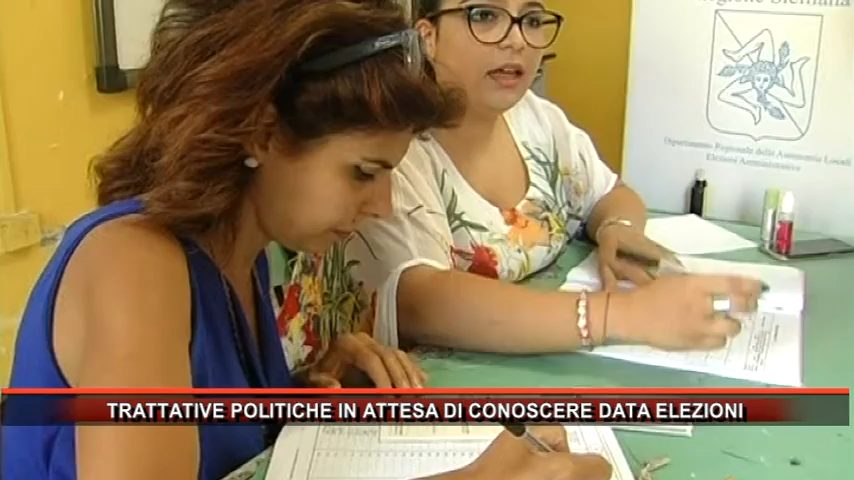 Regione Siciliana
Dipartimento Regionale delle Autonomie Locali
Elezioni Amministrative
TRATTATIVE POLITICHE IN ATTESA DI CONOSCERE DATA ELEZIONI